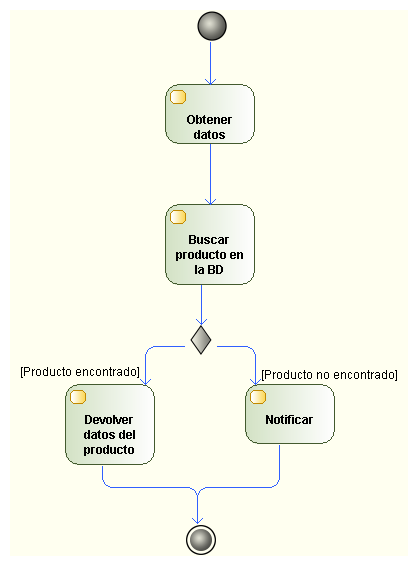 Obtener
datos
Buscar
producto en
la BD
[Producto encontrado]
[Producto no encontrado]
Devolver
datos del
producto
Notificar